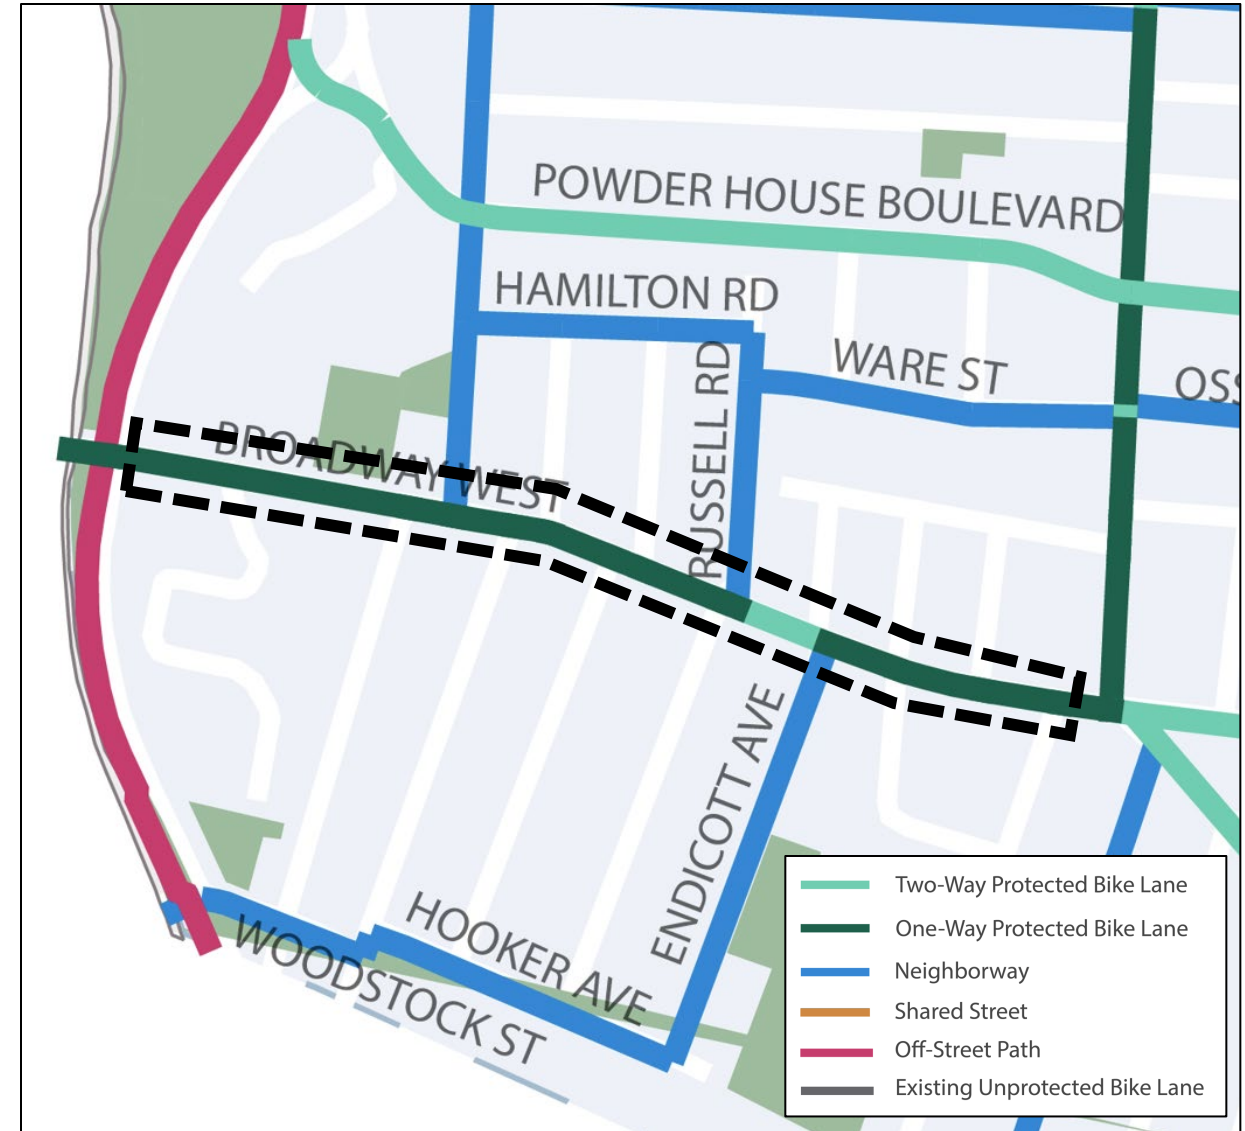 POWDER HOUSE BOULEVARD
HAMILTON RD
WARE ST
OSS
RUSSELL RD
BROADWAY WEST
ENDICOTT AVE
HOOKER AVE
WOODSTOCK ST
Two-Way Protected Bike Lane
One-Way Protected Bike Lane
Neighborway
Shared Street
Off-Street Path
Existing Unprotected Bike Lane